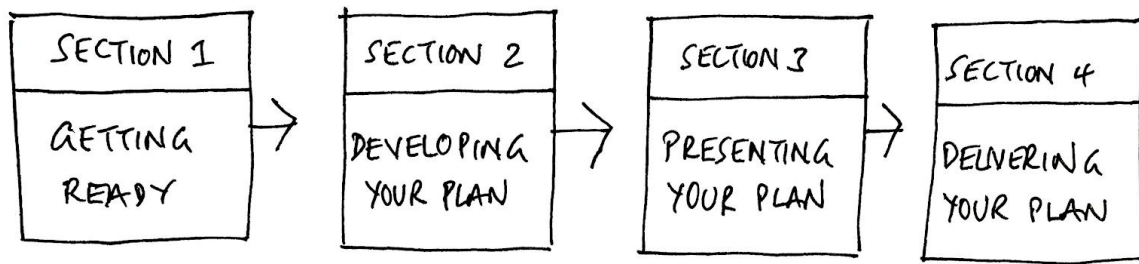 SECTION 1
GETTING
READY
SECTION 2
DEVELOPING
YOUR PLAN
SECTION 3
PRESENTING
YOUR PLAN
SECTION 4
DELIVERING
YOUR PLAN